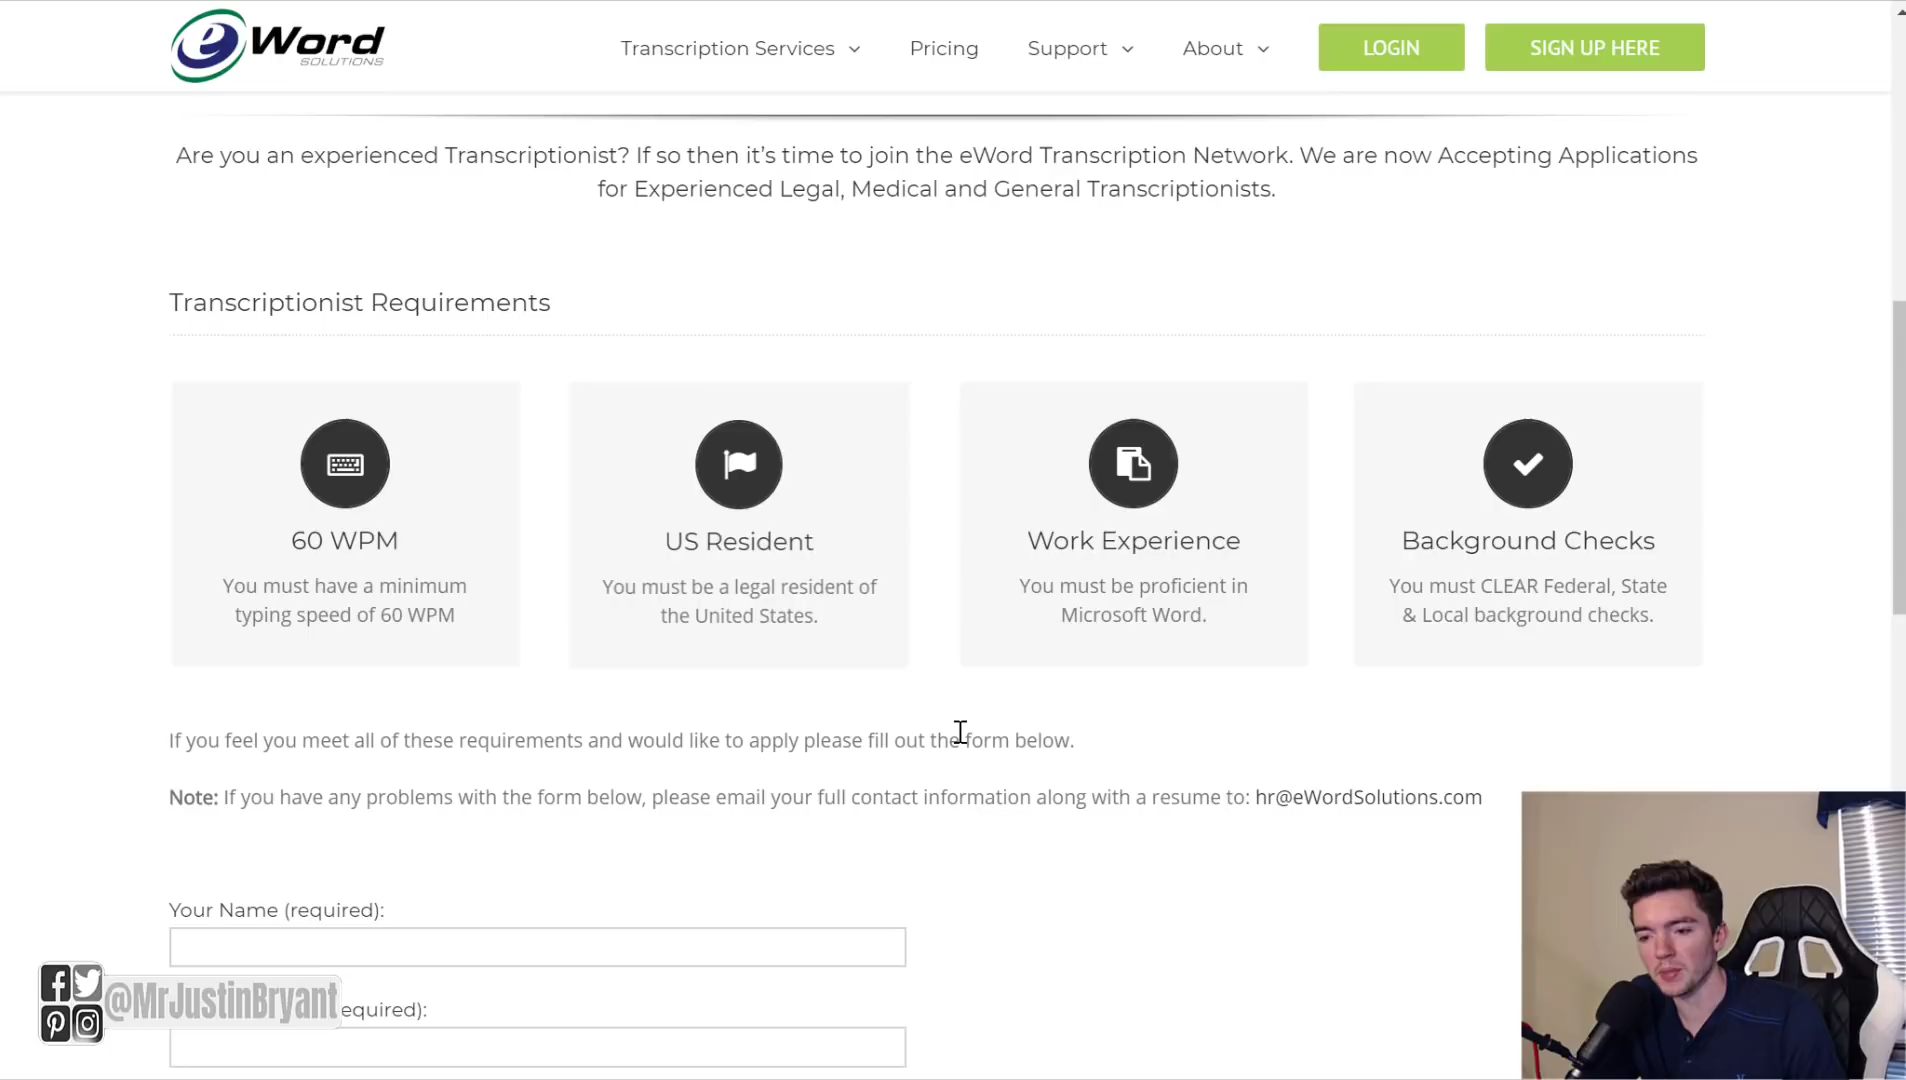 eWord
SOLUTIONS
Transcription Services
Pricing
Support
About
LOGIN
SIGN UP HERE
Are you an experienced Transcriptionist? If so then it’s time to join the eWord Transcription Network. We are now Accepting Applications
for Experienced Legal, Medical and General Transcriptionists.
Transcriptionist Requirements
60 WPM
You must have a minimum
typing speed of 60 WPM
US Resident
You must be a legal resident of
the United States.
Work Experience
You must be proficient in
Microsoft Word.
Background Checks
You must CLEAR Federal, State
& Local background checks.
If you feel you meet all of these requirements and would like to apply please fill out the form below.
Note: If you have any problems with the form below, please email your full contact information along with a resume to: hr@eWordSolutions.com
Your Name (required):
equired):
@MrJustinBryant